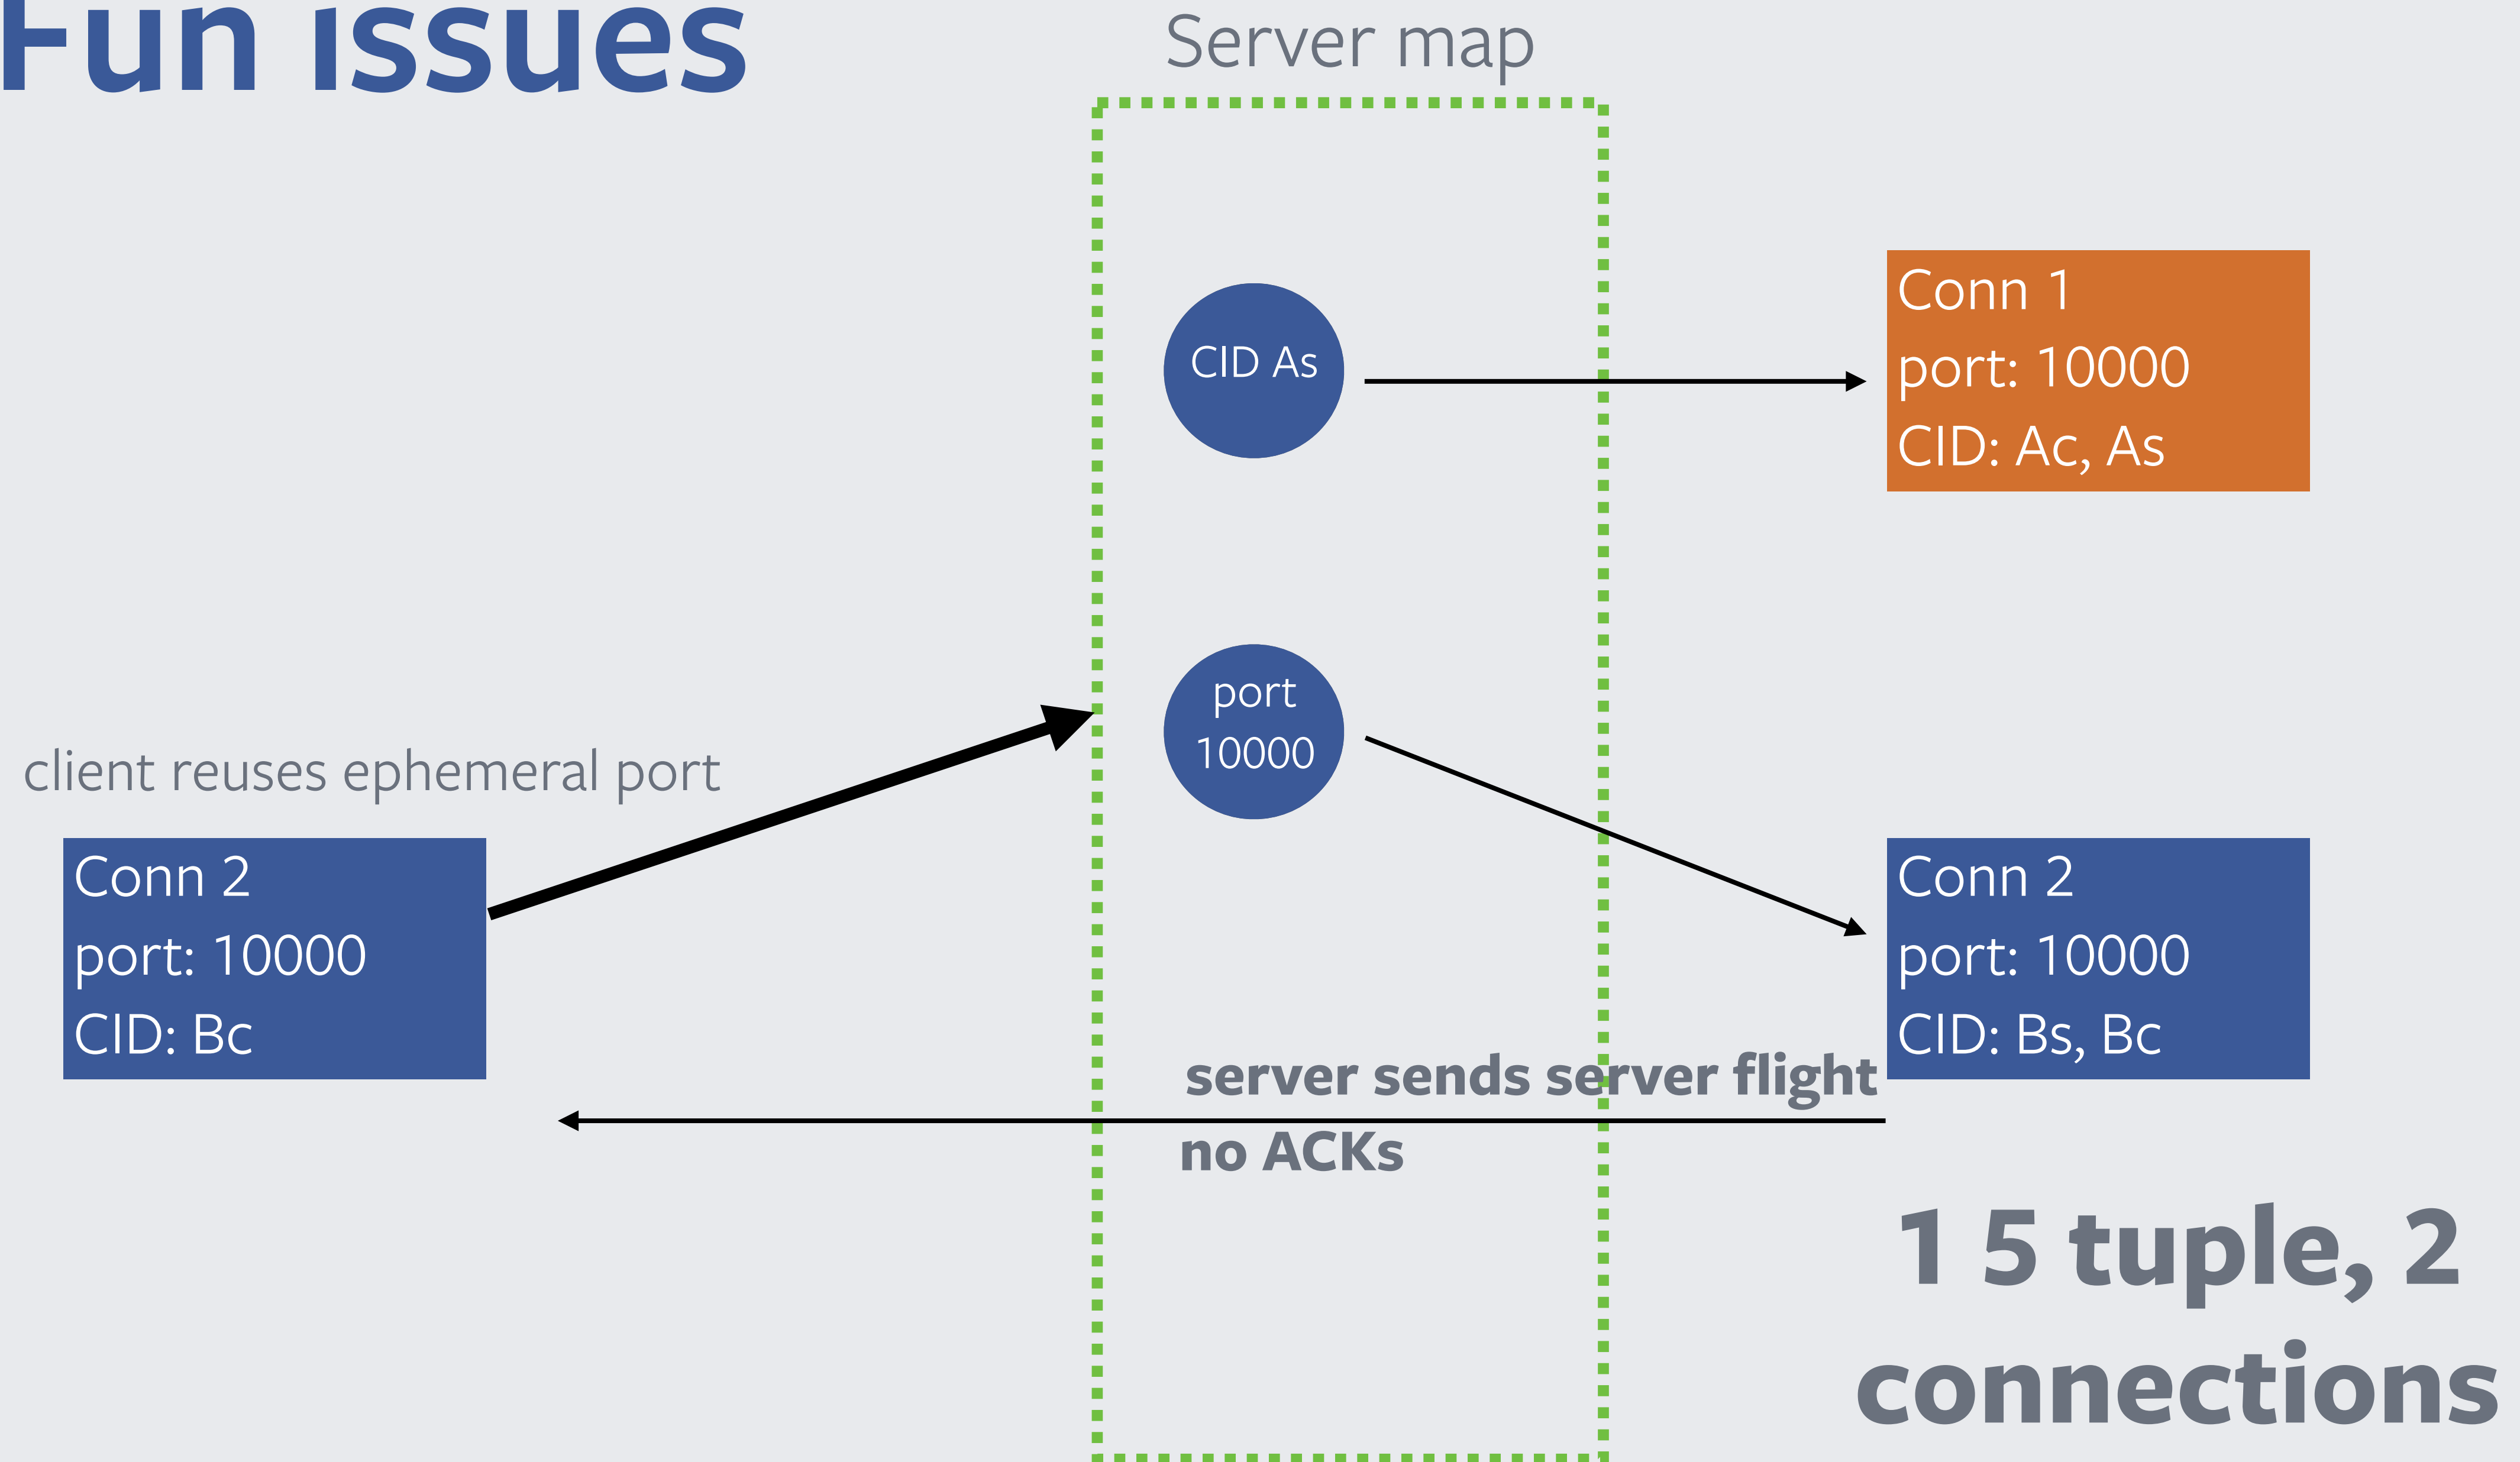 Fun issues
Server map
CID As
Conn 1
port: 10000
CID: Ac, As
port
10000
client reuses ephemeral port
Conn 2
port: 10000
CID: Bc
Conn 2
port: 10000
CID: Bs, Bc
server sends server flight
no ACKs
1 5 tuple, 2
connections